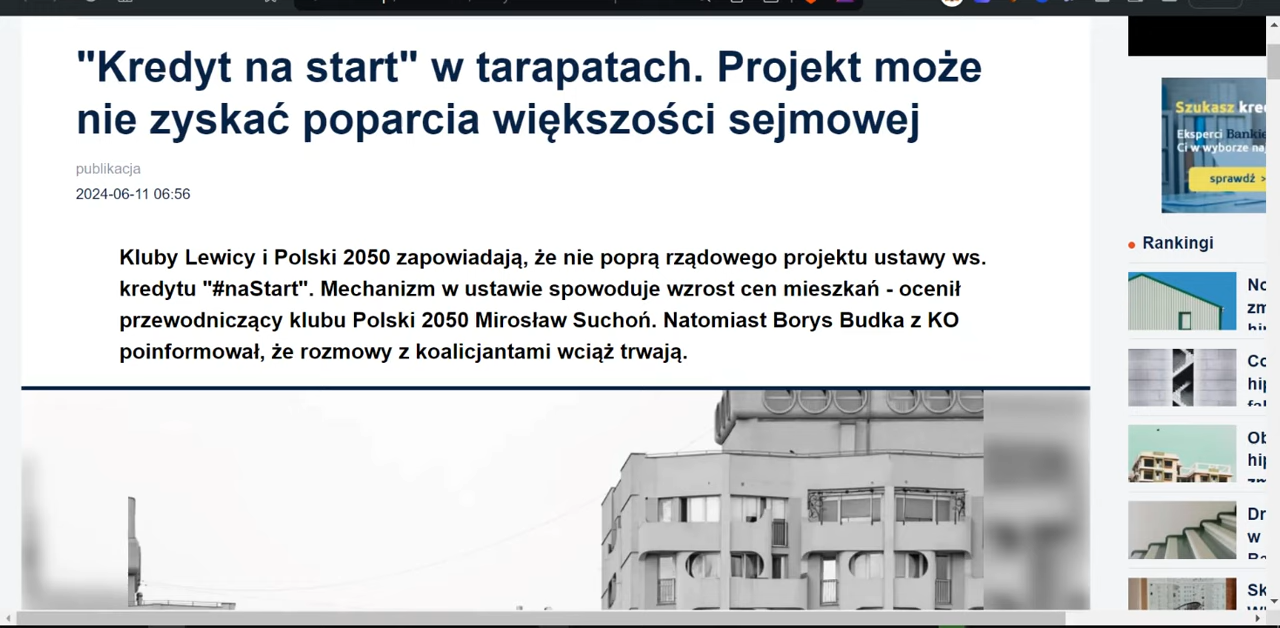 "Kredyt na start" w tarapatach. Projekt może
nie zyskać poparcia większości sejmowej
publikacja
2024-06-11 06:56
Kluby Lewicy i Polski 2050 zapowiadają, że nie poprą rządowego projektu ustawy ws.
kredytu "#naStart". Mechanizm w ustawie spowoduje wzrost cen mieszkań - ocenił
przewodniczący klubu Polski 2050 Mirosław Suchoń. Natomiast Borys Budka z KO
poinformował, że rozmowy z koalicjantami wciąż trwają.
Szukasz
Eksperci
Ci w wyborze
sprawdź >
Rankingi
w